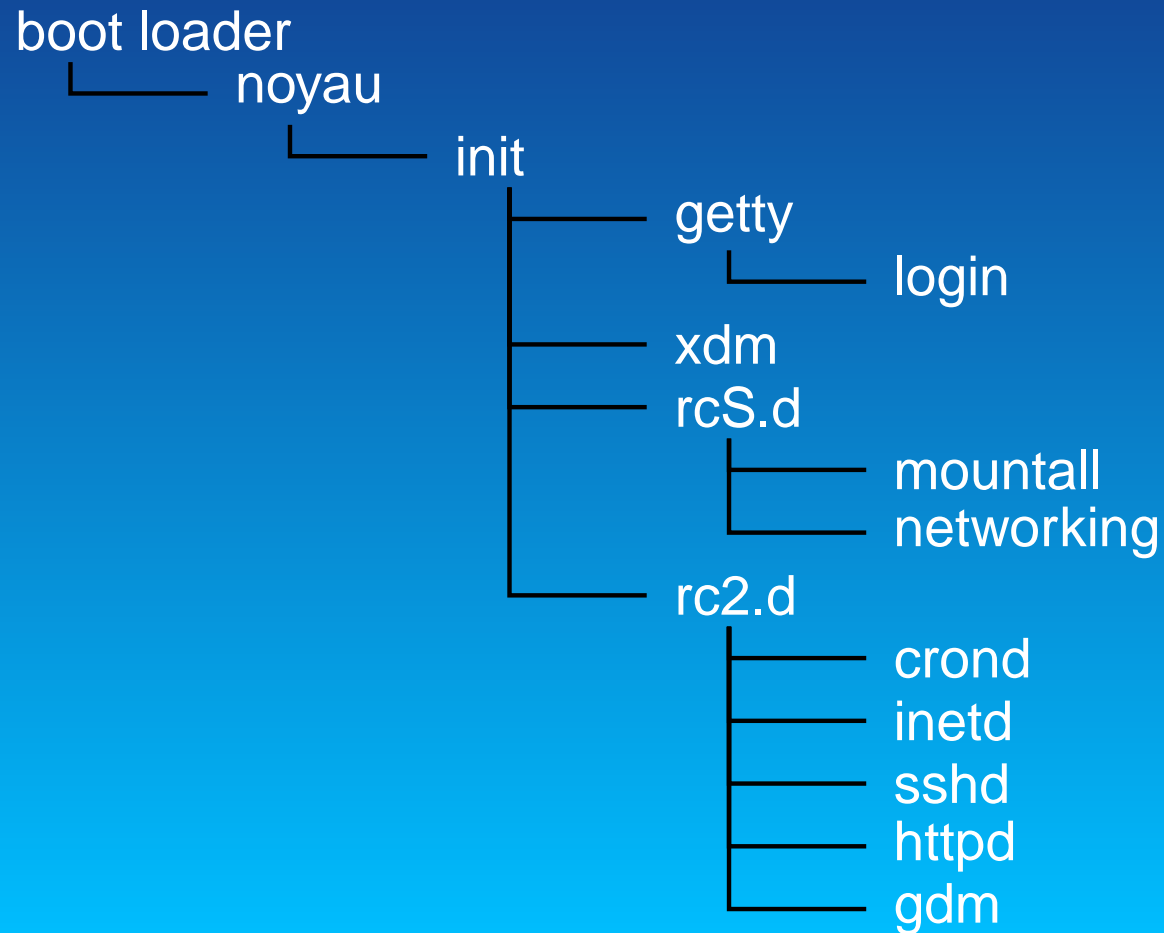 boot loader
noyau
init
getty
login
xdm
rcS.d
mountall
networking
rc2.d
crond
inetd
sshd
httpd
gdm